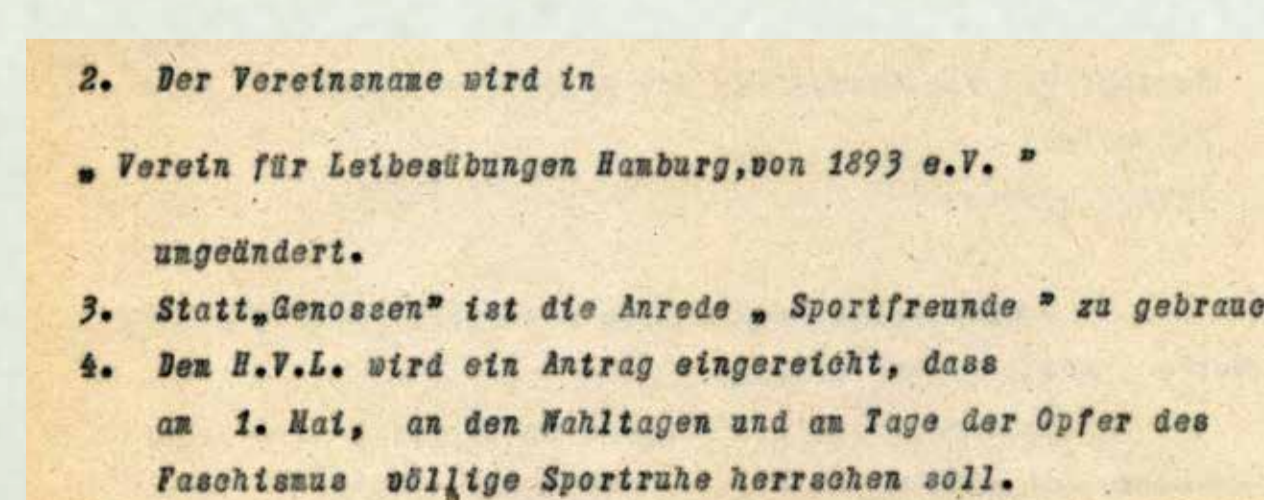 2. Der Vereinsname wird in
„ Verein für Leibesübungen Hamburg,von 1893 e.V. "
umgeändert.
3. Statt„Genossen" ist die Anrede „ Sportfreunde " zu gebrauc
4. Dem H.V.L. wird ein Antrag eingereicht, dass
am 1. Mai, an den Wahltagen und am Tage der Opfer des
Faschismus völlige Sportruhe herrschen soll.